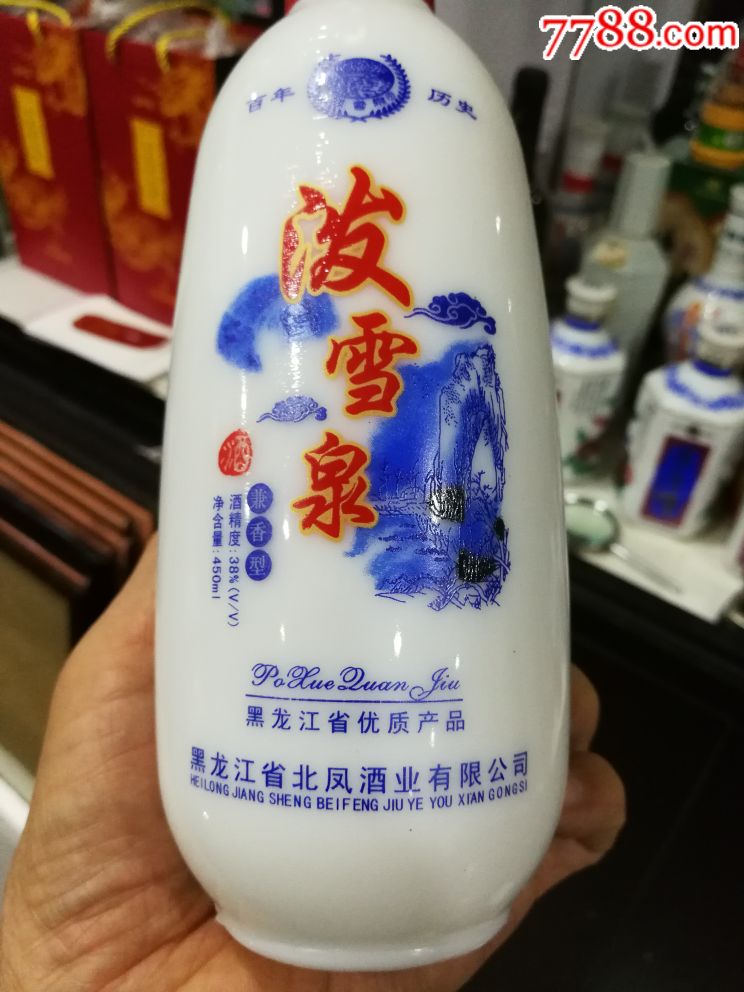 7788.com
百年 历史
泼雪泉
酒
兼香型
酒精度:38%(V/V)
净含量:450ml
Po Xue Quan Jiu
黑龙江省优质产品
黑龙江省北凤酒业有限公司
HEILONGJIANG SHENG BEIFENG JIU YE YOU XIAN GONGSI